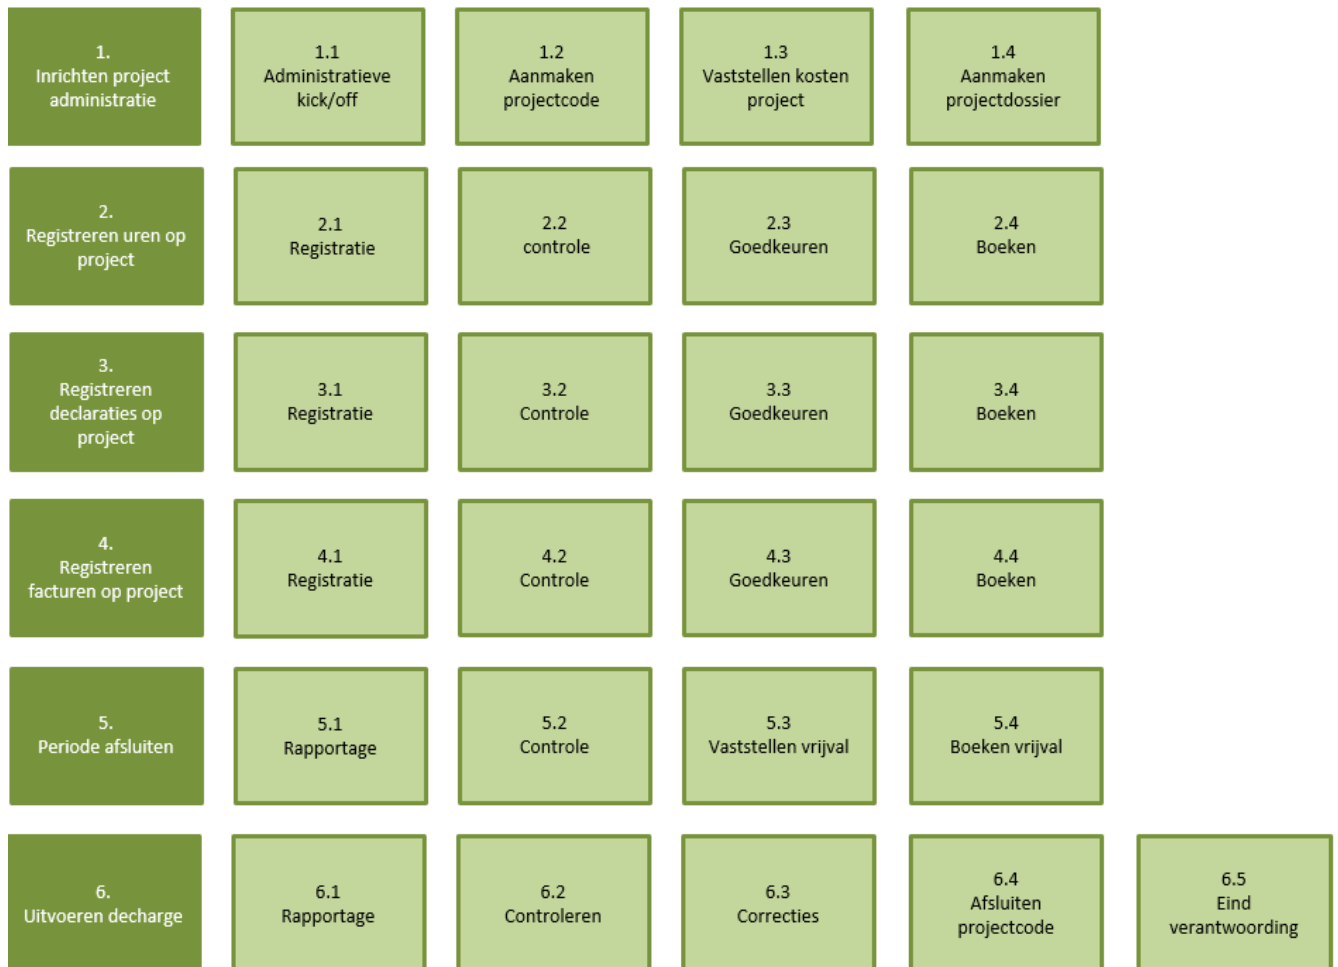 1.
Inrichten project
administratie
1.1
Administratieve
kick/off
1.2
Aanmaken
projectcode
1.3
Vaststellen kosten
project
1.4
Aanmaken
projectdossier
2.
Registreren uren op
project
2.1
Registratie
2.2
controle
2.3
Goedkeuren
2.4
Boeken
3.
Registreren
declaraties op
project
3.1
Registratie
3.2
Controle
3.3
Goedkeuren
3.4
Boeken
4.
Registreren
facturen op project
4.1
Registratie
4.2
Controle
4.3
Goedkeuren
4.4
Boeken
5.
Periode afsluiten
5.1
Rapportage
5.2
Controle
5.3
Vaststellen vrijval
5.4
Boeken vrijval
6.
Uitvoeren decharge
6.1
Rapportage
6.2
Controleren
6.3
Correcties
6.4
Afsluiten
projectcode
6.5
Eind
verantwoording